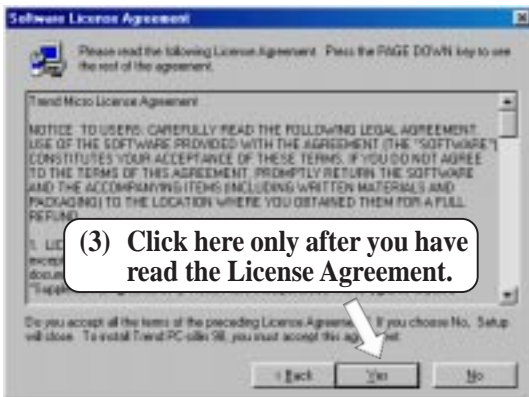 Software License Agreement
Please read the following License Agreement. Press the PAGE DOWN key to see
the rest of the agreement.
Trend Micro License Agreement
NOTICE TO USERS: CAREFULLY READ THE FOLLOWING LEGAL AGREEMENT.
USE OF THE SOFTWARE PROVIDED WITH THE AGREEMENT (THE "SOFTWARE")
CONSTITUTES YOUR ACCEPTANCE OF THESE TERMS. IF YOU DO NOT AGREE
TO THE TERMS OF THIS AGREEMENT, PROMPTLY RETURN THE SOFTWARE
AND THE ACCOMPANYING ITEMS (INCLUDING WRITTEN MATERIALS AND
PACKAGING) TO THE LOCATION WHERE YOU OBTAINED THEM FOR A FULL
REFUND.
(3) Click here only after you have
read the License Agreement.
Do you accept all the terms of the preceding License Agreement? If you choose No, Setup
will close. To install Trend PC-cillin 98, you must accept this agreement.
< Back
Yes
No